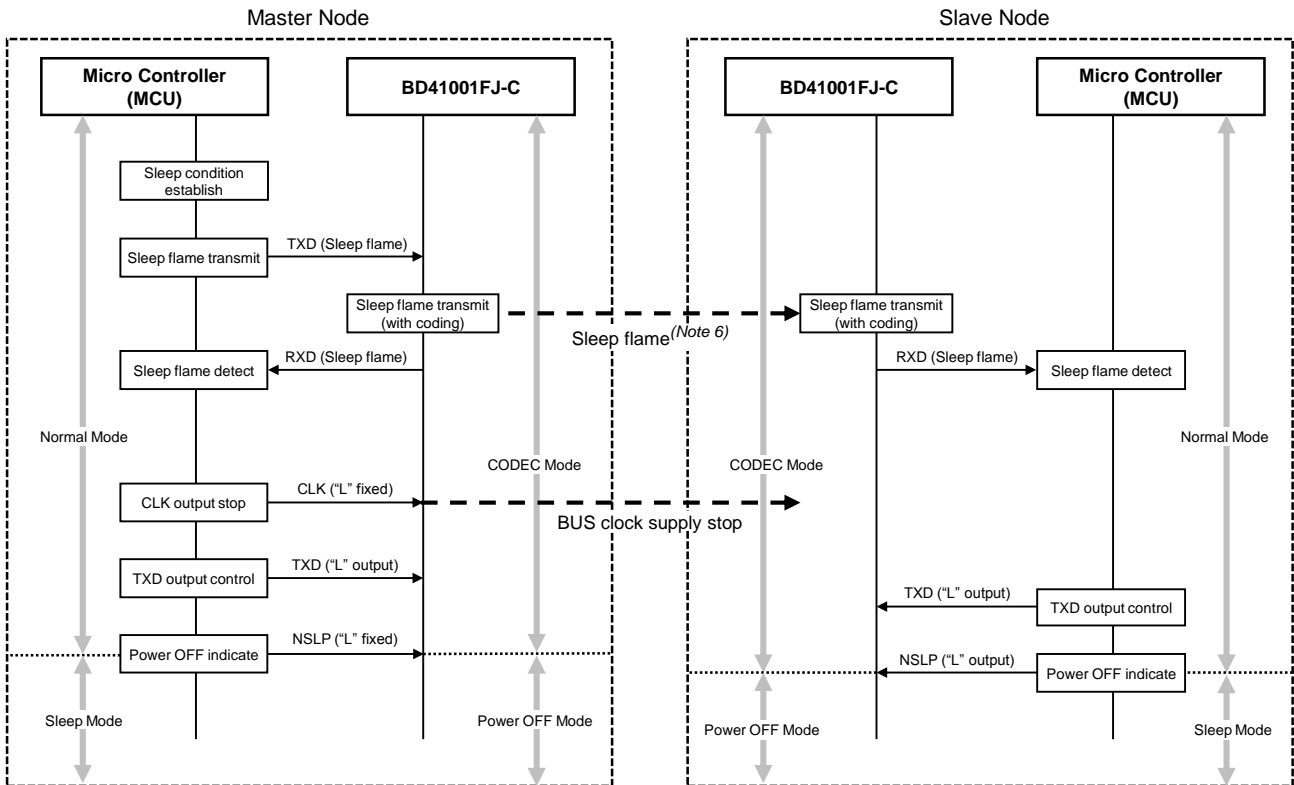 Master Node
Slave Node
Micro Controller
(MCU)
BD41001FJ-C
BD41001FJ-C
Micro Controller
(MCU)
Sleep condition
establish
Sleep flame transmit
TXD (Sleep flame)
Sleep flame transmit
(with coding)
Sleep flame(Note 6)
Sleep flame transmit
(with coding)
Sleep flame detect
RXD (Sleep flame)
RXD (Sleep flame)
Sleep flame detect
Normal Mode
CODEC Mode
CODEC Mode
Normal Mode
CLK output stop
CLK (“L” fixed)
BUS clock supply stop
TXD output control
TXD (“L” output)
TXD (“L” output)
TXD output control
Power OFF indicate
NSLP (“L” fixed)
NSLP (“L” output)
Power OFF indicate
Sleep Mode
Power OFF Mode
Power OFF Mode
Sleep Mode